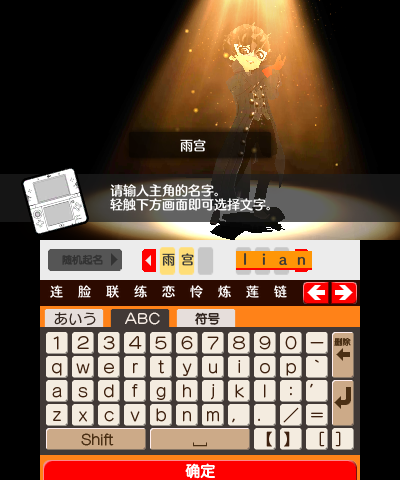 雨宫
请输入主角的名字。
轻触下方画面即可选择文字。
随机起名
雨宫 lian
连 脸 联 练 恋 怜 炼 莲 链
あいう ABC 符号
1 2 3 4 5 6 7 8 9 0 － 删除
q w e r t y u i o p `
a s d f g h j k l : ′
z x c v b n m , . / =
Shift 【 】 [ ]
确定